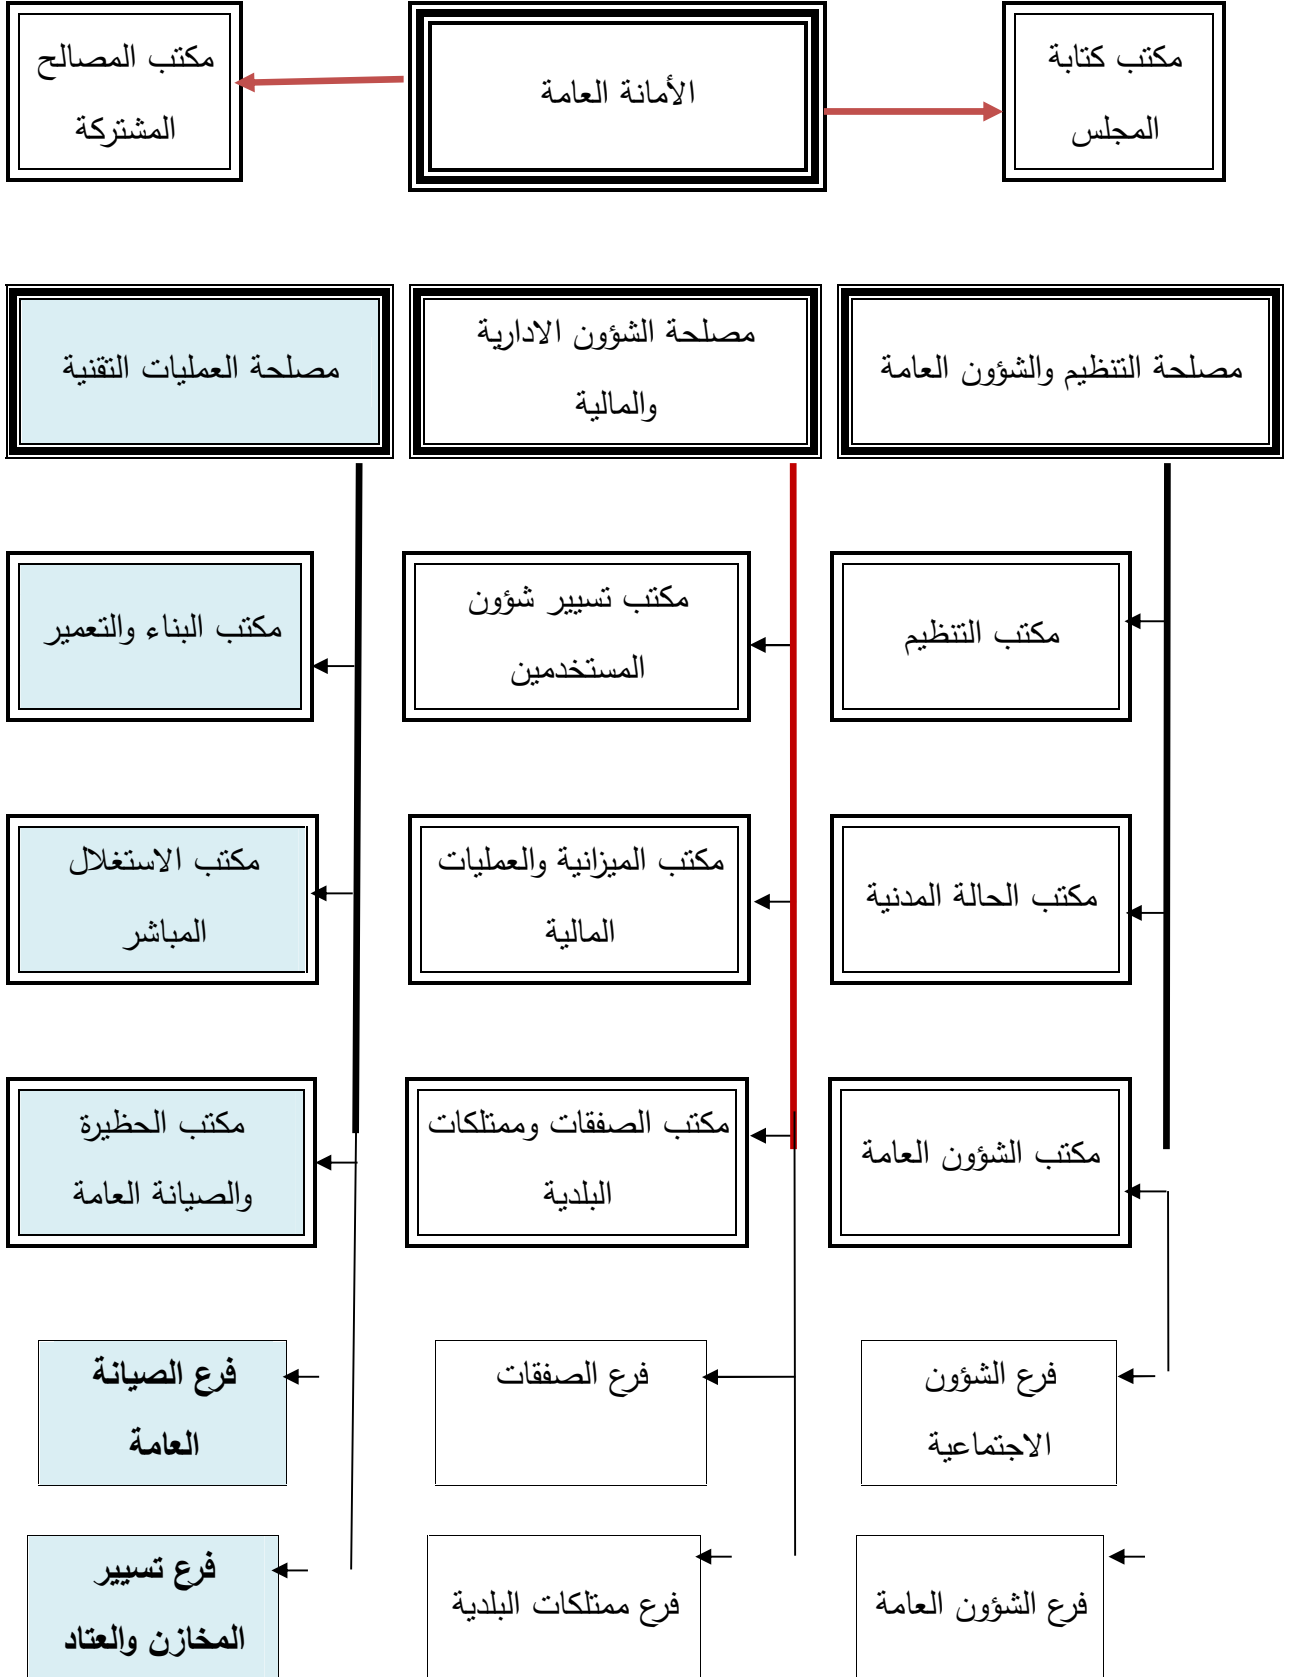 مكتب كتابة
المجلس
الأمانة العامة
مكتب المصالح
المشتركة
مصلحة التنظيم والشؤون العامة
مصلحة الشؤون الادارية
والمالية
مصلحة العمليات التقنية
مكتب التنظيم
مكتب تسيير شؤون
المستخدمين
مكتب البناء والتعمير
مكتب الحالة المدنية
مكتب الميزانية والعمليات
المالية
مكتب الاستغلال
المباشر
مكتب الشؤون العامة
مكتب الصفقات وممتلكات
البلدية
مكتب الحظيرة
والصيانة العامة
فرع الشؤون
الاجتماعية
فرع الصفقات
فرع الصيانة
العامة
فرع الشؤون العامة
فرع ممتلكات البلدية
فرع تسيير
المخازن والعتاد